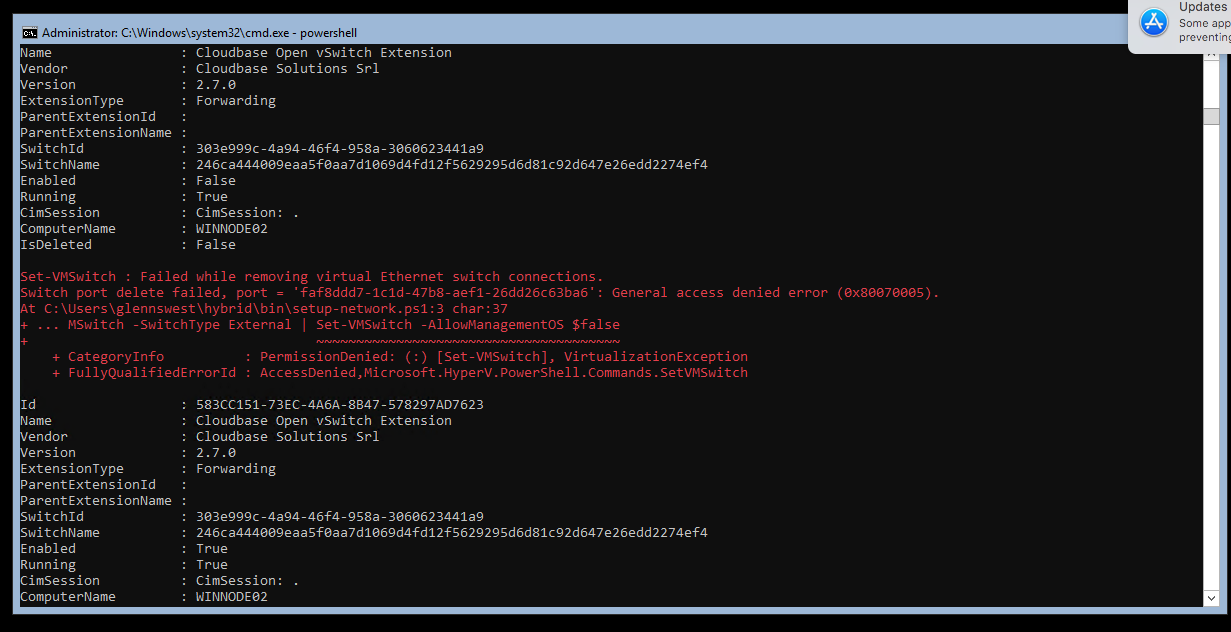 Administrator: C:\Windows\system32\cmd.exe - powershell
Updates
Some app
preventing
Name                : Cloudbase Open vSwitch Extension
Vendor              : Cloudbase Solutions Srl
Version             : 2.7.0
ExtensionType       : Forwarding
ParentExtensionId   :
ParentExtensionName :
SwitchId            : 303e999c-4a94-46f4-958a-3060623441a9
SwitchName          : 246ca444009eaa5f0aa7d1069d4fd12f5629295d6d81c92d647e26edd2274ef4
Enabled             : False
Running             : True
CimSession          : CimSession: .
ComputerName        : WINNODE02
IsDeleted           : False
Set-VMSwitch : Failed while removing virtual Ethernet switch connections.
Switch port delete failed, port = 'faf8ddd7-1c1d-47b8-aef1-26dd26c63ba6': General access denied error (0x80070005).
At C:\Users\glennswest\hybrid\bin\setup-network.ps1:3 char:37
+ ... MSwitch -SwitchType External | Set-VMSwitch -AllowManagementOS $false
+                                    ~~~~~~~~~~~~~~~~~~~~~~~~~~~~~~~~~~~~~~
    + CategoryInfo          : PermissionDenied: (:) [Set-VMSwitch], VirtualizationException
    + FullyQualifiedErrorId : AccessDenied,Microsoft.HyperV.PowerShell.Commands.SetVMSwitch
Id                  : 583CC151-73EC-4A6A-8B47-578297AD7623
Name                : Cloudbase Open vSwitch Extension
Vendor              : Cloudbase Solutions Srl
Version             : 2.7.0
ExtensionType       : Forwarding
ParentExtensionId   :
ParentExtensionName :
SwitchId            : 303e999c-4a94-46f4-958a-3060623441a9
SwitchName          : 246ca444009eaa5f0aa7d1069d4fd12f5629295d6d81c92d647e26edd2274ef4
Enabled             : True
Running             : True
CimSession          : CimSession: .
ComputerName        : WINNODE02